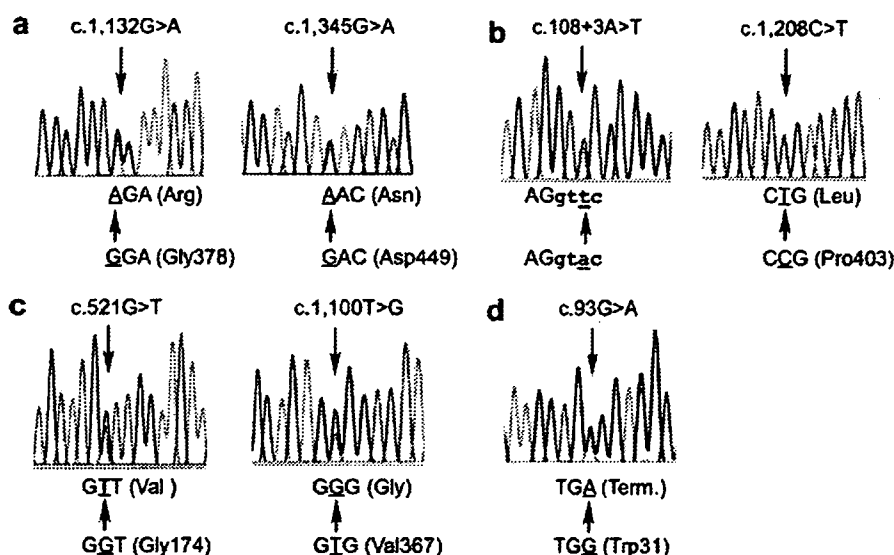 a
c.1,132G>A
c.1,345G>A
AGA (Arg)
AAC (Asn)
GGA (Gly378)
GAC (Asp449)
b
c.108+3A>T
c.1,208C>T
AGgttc
CTG (Leu)
AGgtac
CCG (Pro403)
c
c.521G>T
c.1,100T>G
GTT (Val )
GGG (Gly)
GGT (Gly174)
GTG (Val367)
d
c.93G>A
TGA (Term.)
TGG (Trp31)